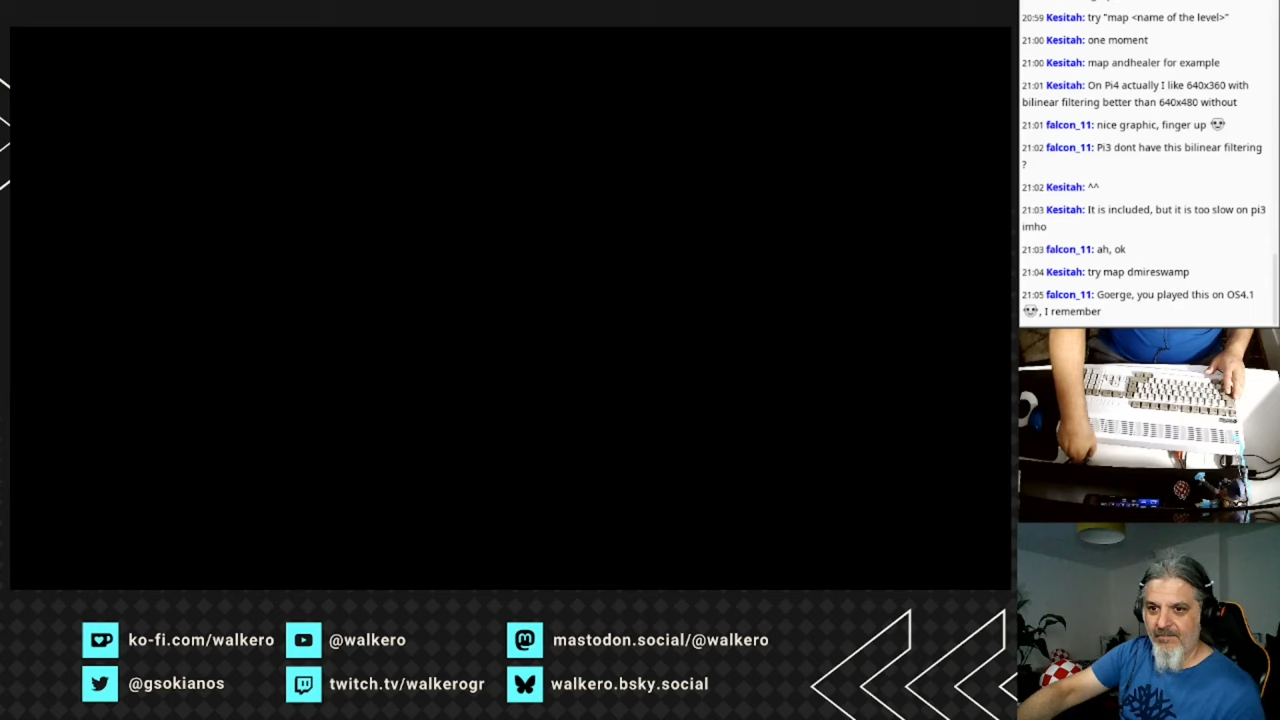 20:59 Kesitah: try "map <name of the level>"
21:00 Kesitah: one moment
21:00 Kesitah: map andhealer for example
21:01 Kesitah: On Pi4 actually I like 640x360 with
bilinear filtering better than 640x480 without
21:01 falcon_11: nice graphic, finger up
21:02 falcon_11: Pi3 dont have this bilinear filtering
?
21:02 Kesitah: ^^
21:03 Kesitah: It is included, but it is too slow on pi3
imho
21:03 falcon_11: ah, ok
21:04 Kesitah: try map dmireswamp
21:05 falcon_11: Goerge, you played this on OS4.1
, I remember
ko-fi.com/walkero
@walkero
mastodon.social/@walkero
@gsokianos
twitch.tv/walkerogr
walkero.bsky.social